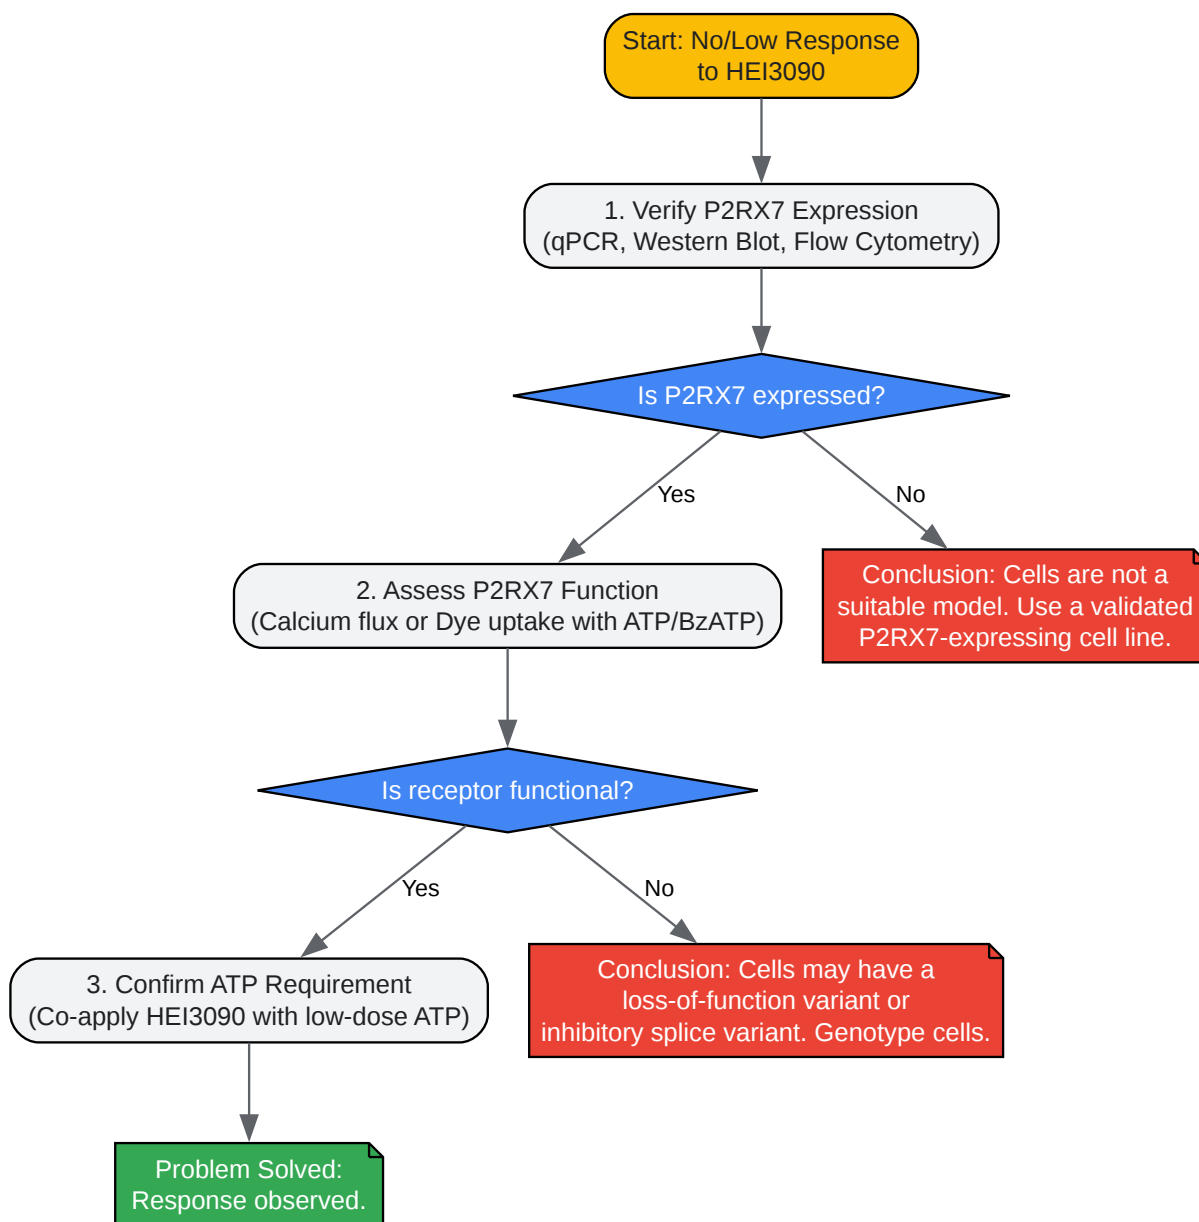 Start: No/Low Response
to HEI3090
1. Verify P2RX7 Expression
(qPCR, Western Blot, Flow Cytometry)
Is P2RX7 expressed?
Yes
No
2. Assess P2RX7 Function
(Calcium flux or Dye uptake with ATP/BzATP)
Conclusion: Cells are not a
suitable model. Use a validated
P2RX7-expressing cell line.
Is receptor functional?
Yes
No
3. Confirm ATP Requirement
(Co-apply HEI3090 with low-dose ATP)
Conclusion: Cells may have a
loss-of-function variant or
inhibitory splice variant. Genotype cells.
Problem Solved:
Response observed.